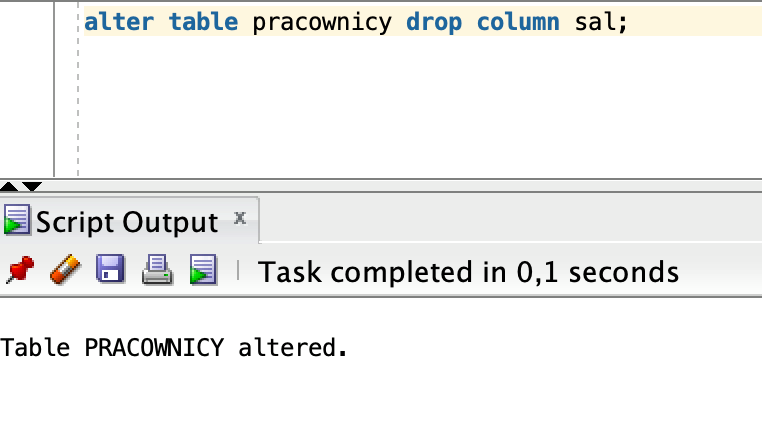 alter table pracownicy drop column sal;
Script Output x
Task completed in 0,1 seconds
Table PRACOWNICY altered.